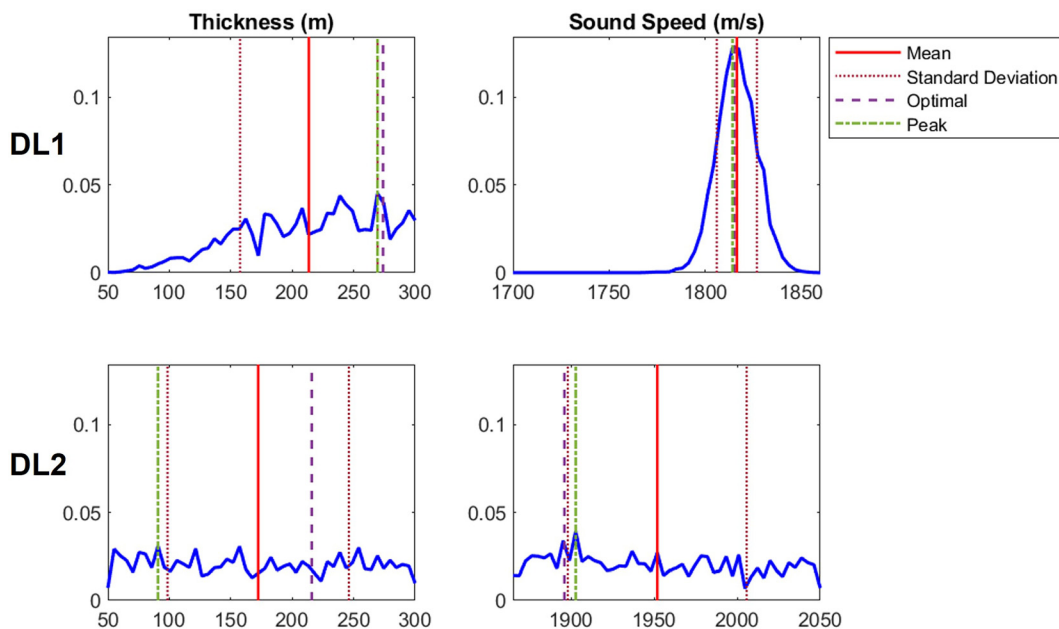 Thickness (m)
Sound Speed (m/s)
Mean
Standard Deviation
Optimal
Peak
DL1
0.1
0.05
0
50 100 150 200 250 300
0.1
0.05
0
1700 1750 1800 1850
DL2
0.1
0.05
0
50 100 150 200 250 300
0.1
0.05
0
1900 1950 2000 2050